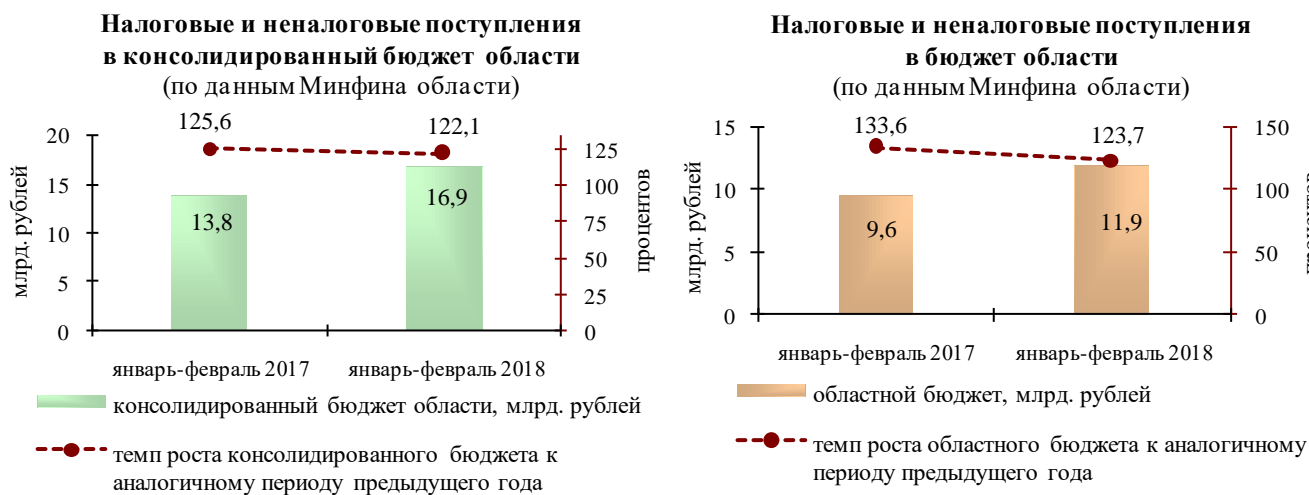 Налоговые и неналоговые поступления
в консолидированный бюджет области
(по данным Минфина области)
125,6
122,1
20
15
10
5
0
млрд. рублей
13,8
16,9
125
100
75
50
25
0
процентов
январь-февраль 2017
январь-февраль 2018
консолидированный бюджет области, млрд. рублей
темп роста консолидированного бюджета к
аналогичному периоду предыдущего года
Налоговые и неналоговые поступления
в бюджет области
(по данным Минфина области)
133,6
123,7
15
10
5
0
млрд. рублей
9,6
11,9
150
100
50
0
январь-февраль 2017
январь-февраль 2018
областной бюджет, млрд. рублей
темп роста областного бюджета к аналогичному
периоду предыдущего года